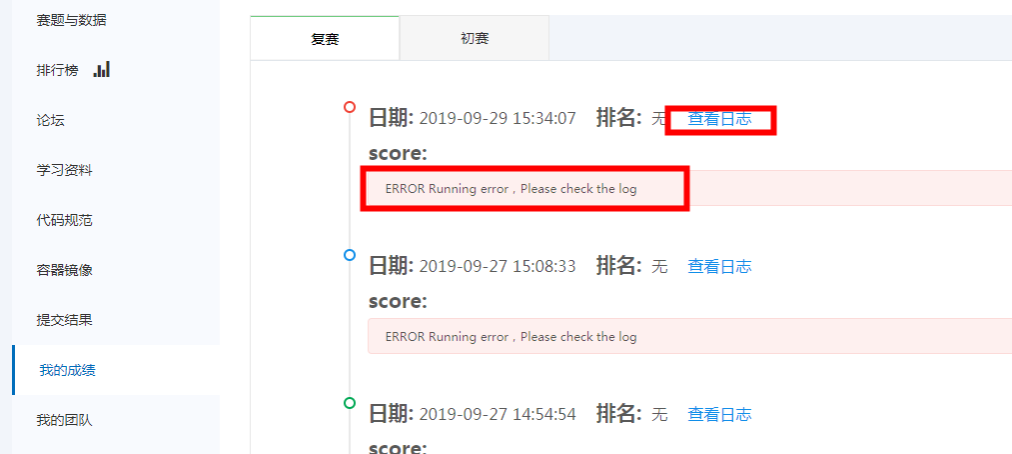 赛题与数据
排行榜
论坛
学习资料
代码规范
容器镜像
提交结果
我的成绩
我的团队
复赛
初赛
日期: 2019-09-29 15:34:07 排名: 无 查看日志
score:
ERROR Running error , Please check the log
日期: 2019-09-27 15:08:33 排名: 无 查看日志
score:
ERROR Running error , Please check the log
日期: 2019-09-27 14:54:54 排名: 无 查看日志
score: